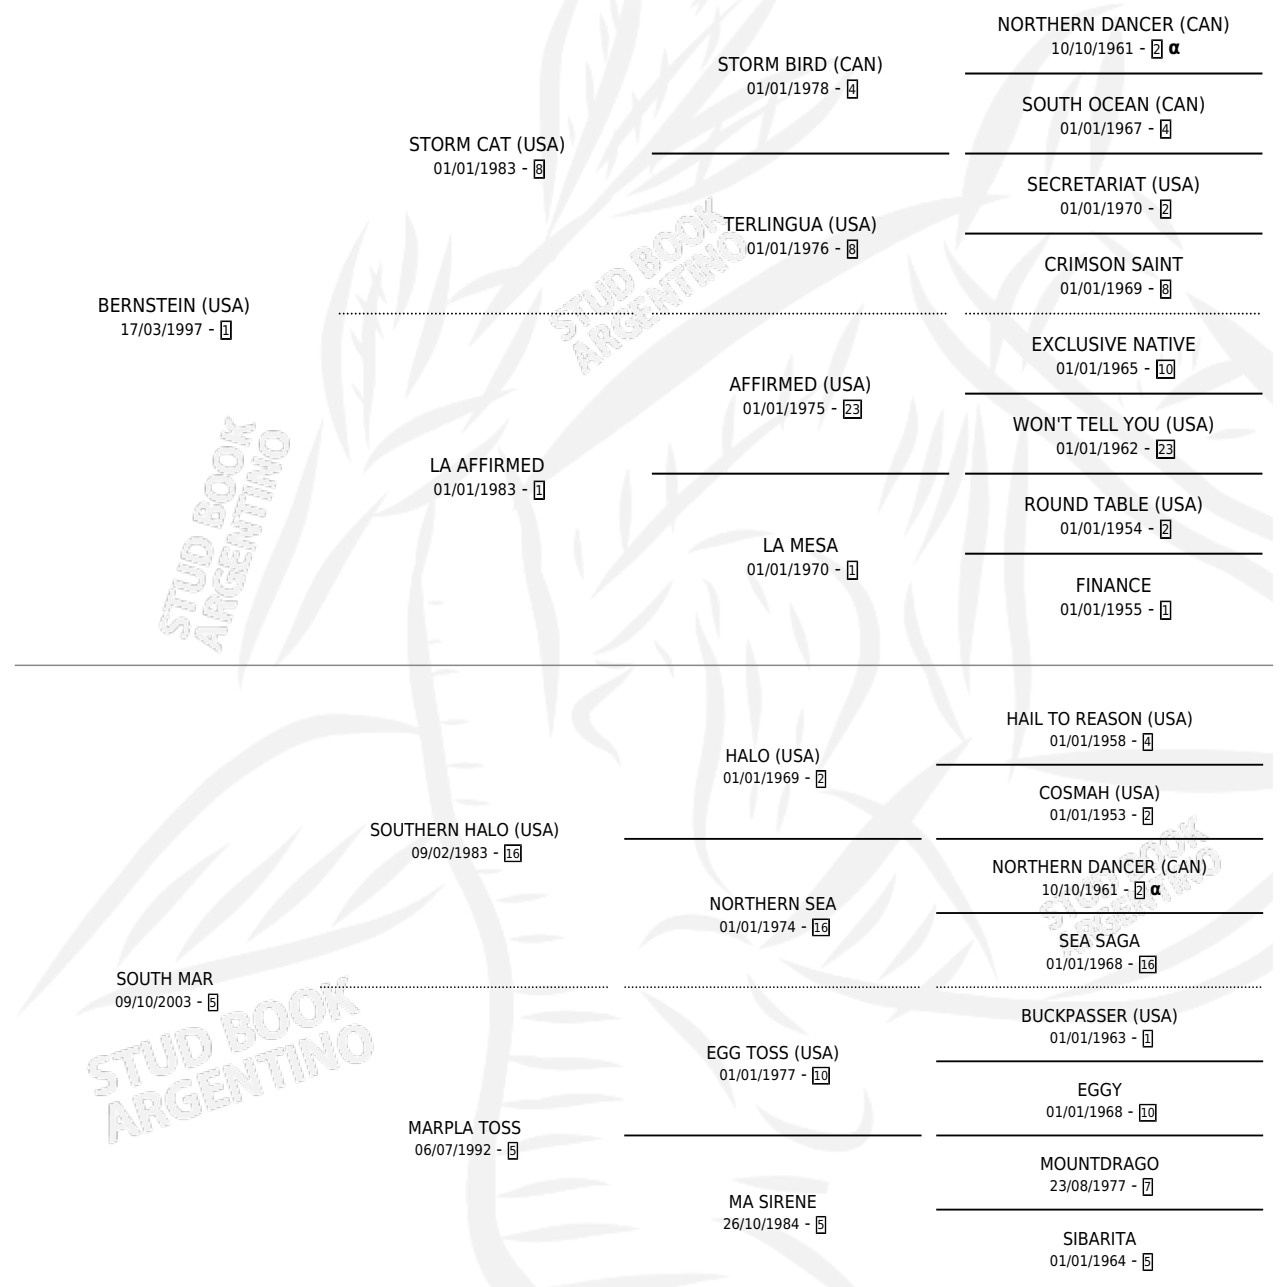 NORTHERN DANCER (CAN)
10/10/1961 - 2 α
STORM BIRD (CAN)
01/01/1978 - 4
SOUTH OCEAN (CAN)
01/01/1967 - 4
STORM CAT (USA)
01/01/1983 - 8
SECRETARIAT (USA)
01/01/1970 - 2
TERLINGUA (USA)
01/01/1976 - 8
CRIMSON SAINT
01/01/1969 - 8
BERNSTEIN (USA)
17/03/1997 - 1
EXCLUSIVE NATIVE
01/01/1965 - 10
AFFIRMED (USA)
01/01/1975 - 23
WON'T TELL YOU (USA)
01/01/1962 - 23
LA AFFIRMED
01/01/1983 - 1
ROUND TABLE (USA)
01/01/1954 - 2
LA MESA
01/01/1970 - 1
FINANCE
01/01/1955 - 1
HAIL TO REASON (USA)
01/01/1958 - 4
HALO (USA)
01/01/1969 - 2
COSMAH (USA)
01/01/1953 - 2
SOUTHERN HALO (USA)
09/02/1983 - 16
NORTHERN DANCER (CAN)
10/10/1961 - 2 α
NORTHERN SEA
01/01/1974 - 16
SEA SAGA
01/01/1968 - 16
SOUTH MAR
09/10/2003 - 5
BUCKPASSER (USA)
01/01/1963 - 1
EGG TOSS (USA)
01/01/1977 - 10
EGGY
01/01/1968 - 10
MARPLA TOSS
06/07/1992 - 5
MOUNTDRAGO
23/08/1977 - 7
MA SIRENE
26/10/1984 - 5
SIBARITA
01/01/1964 - 5
STUD BOOK
ARGENTINO
STUD BOOK
ARGENTINO
STUD BOOK
ARGENTINO
STUD BOOK
ARGENTINO